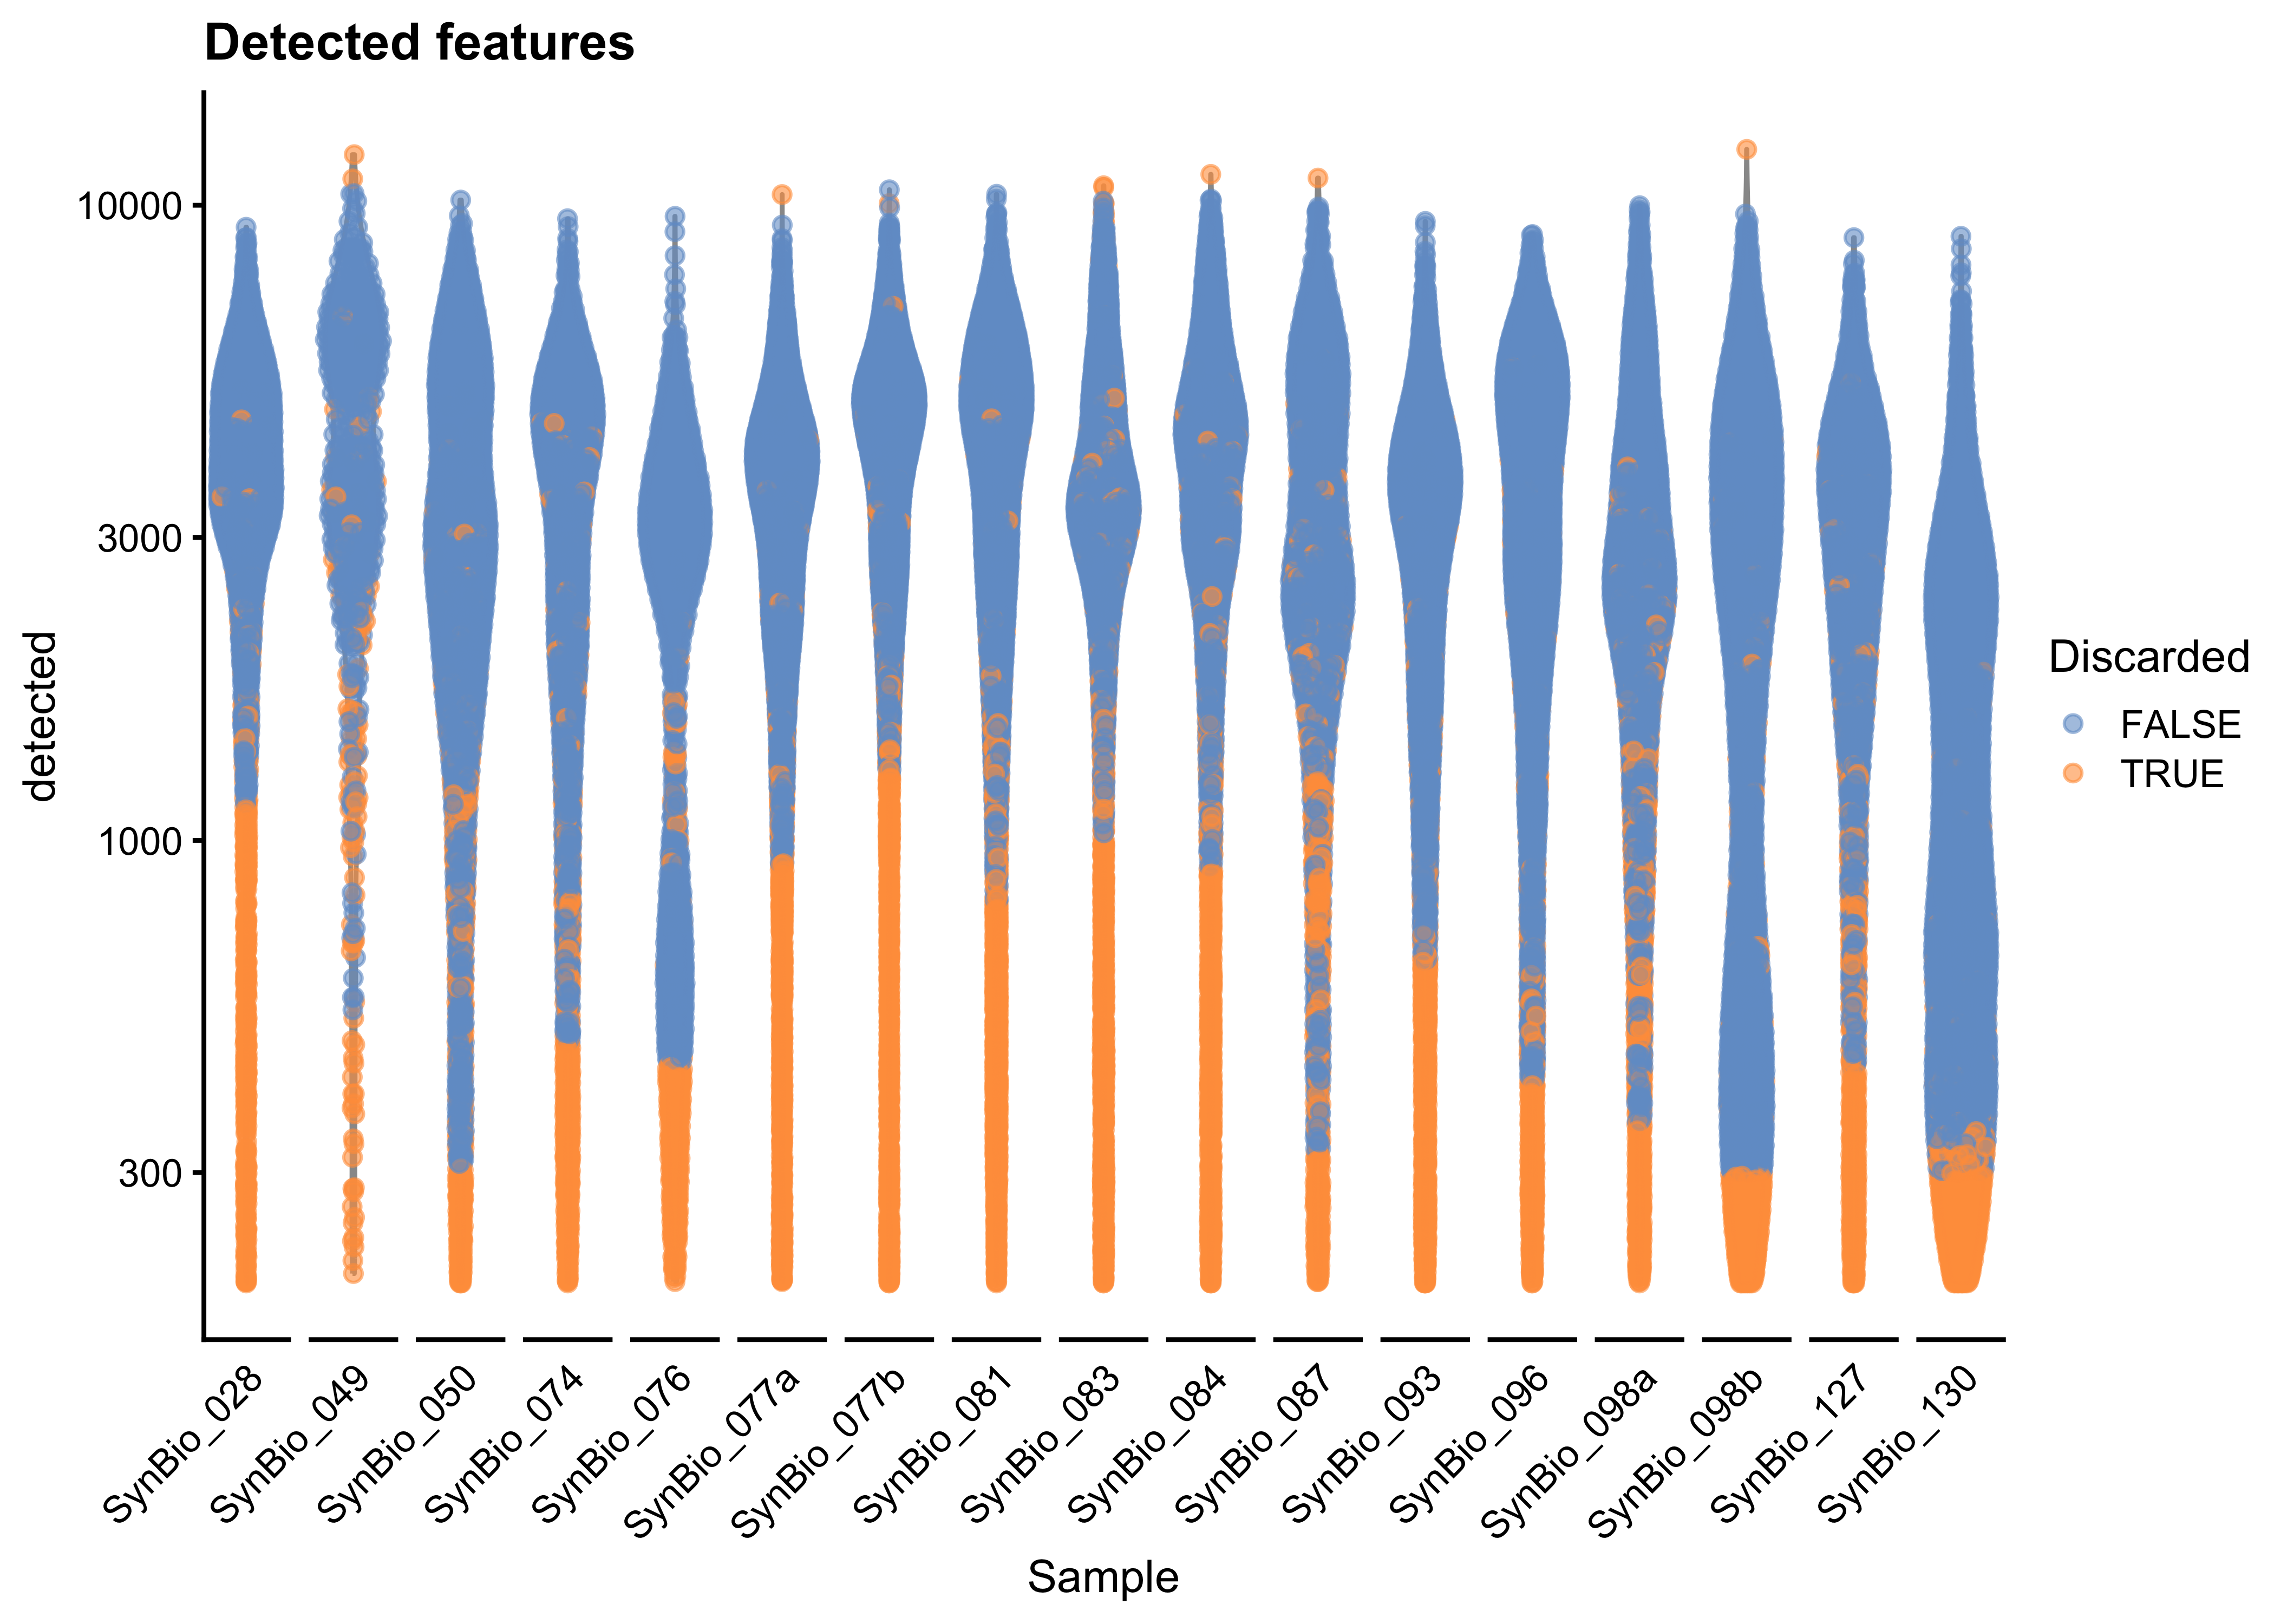 Detected features
10000
3000
1000
300
detected
SynBio_028
SynBio_049
SynBio_050
SynBio_074
SynBio_076
SynBio_077a
SynBio_077b
SynBio_081
SynBio_083
SynBio_084
SynBio_087
SynBio_093
SynBio_096
SynBio_098a
SynBio_098b
SynBio_127
SynBio_130
Sample
Discarded
FALSE
TRUE